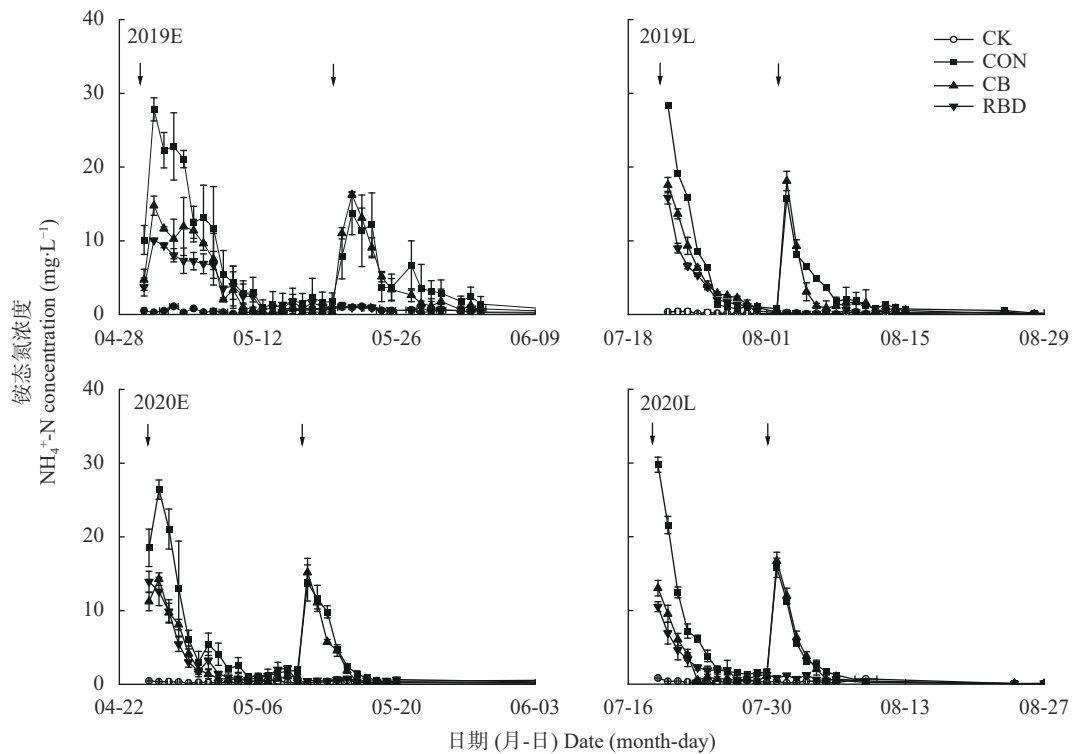 铵态氮浓度
NH₄⁺-N concentration (mg·L⁻¹)
2019E
40
30
20
10
0
04-28 05-12 05-26 06-09
2019L
CK
CON
CB
RBD
07-18 08-01 08-15 08-29
2020E
40
30
20
10
0
04-22 05-06 05-20 06-03
2020L
07-16 07-30 08-13 08-27
日期 (月-日) Date (month-day)